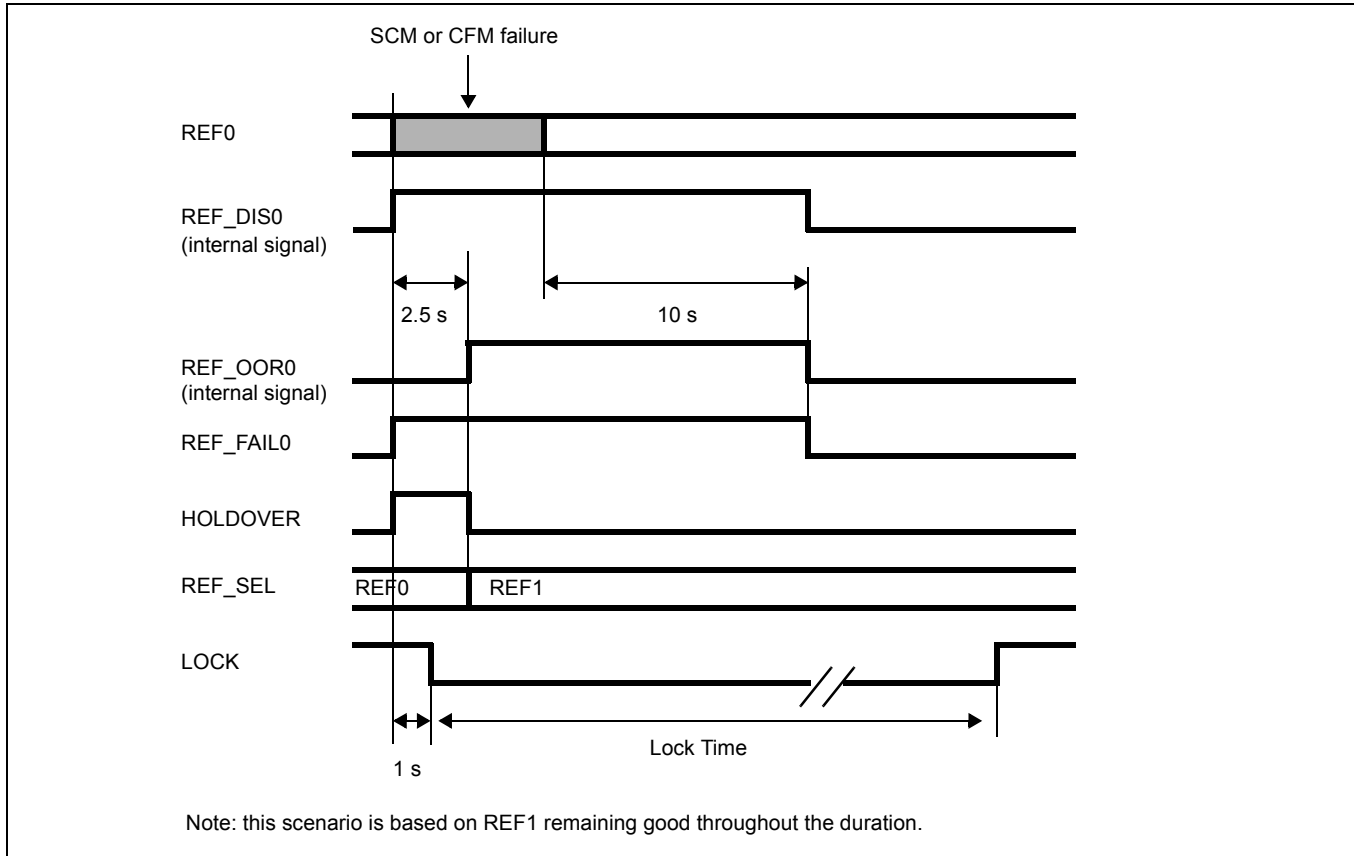 SCM or CFM failure
REF0
REF_DIS0
(internal signal)
2.5 s
10 s
REF_OOR0
(internal signal)
REF_FAIL0
HOLDOVER
REF_SEL
REF0
REF1
LOCK
Lock Time
1 s
Note: this scenario is based on REF1 remaining good throughout the duration.